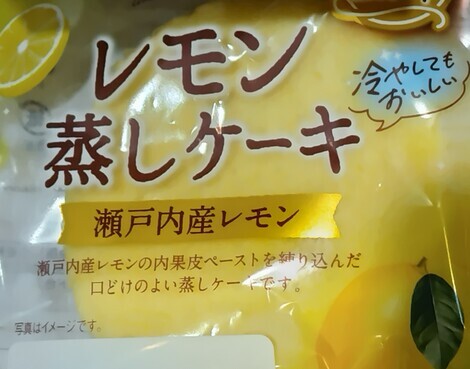 レモン
蒸しケーキ
冷やしても
おいしい
瀬戸内産レモン
瀬戸内産レモンの内果皮ペーストを練り込んだ
口どけのよい蒸しケーキです。
写真はイメージです。